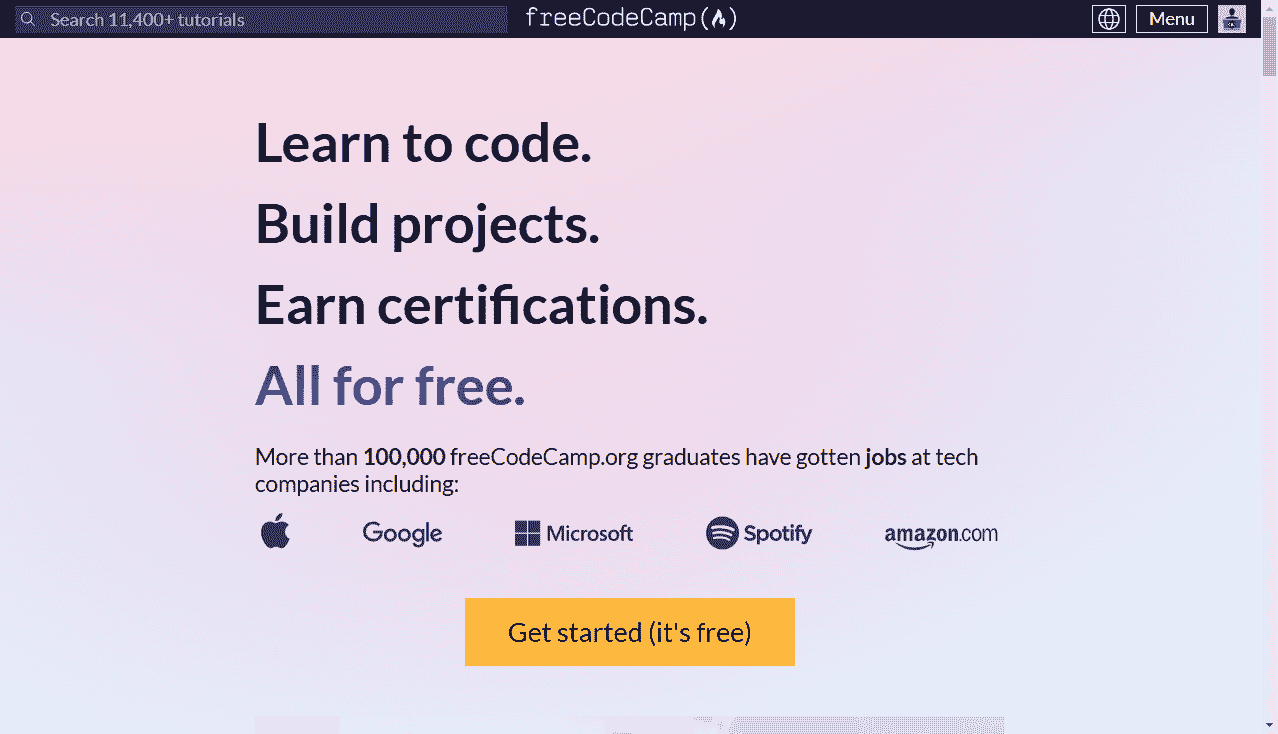 Search 11,400+ tutorials
freeCodeCamp(🔥)
Menu
Learn to code.
Build projects.
Earn certifications.
All for free.
More than 100,000 freeCodeCamp.org graduates have gotten jobs at tech
companies including:
Google
Microsoft
Spotify
amazon.com
Get started (it's free)